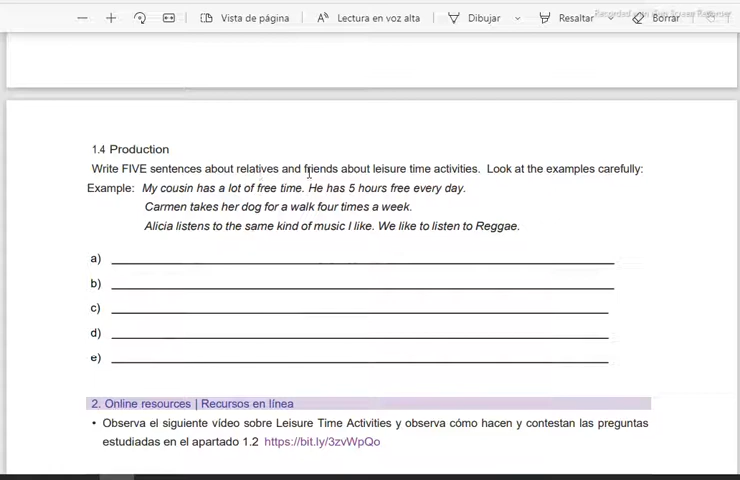 Vista de página Lectura en voz alta Dibujar Resaltar Borrar
1.4 Production
Write FIVE sentences about relatives and friends about leisure time activities. Look at the examples carefully:
Example: My cousin has a lot of free time. He has 5 hours free every day.
Carmen takes her dog for a walk four times a week.
Alicia listens to the same kind of music I like. We like to listen to Reggae.
a)
b)
c)
d)
e)
2. Online resources | Recursos en línea
• Observa el siguiente vídeo sobre Leisure Time Activities y observa cómo hacen y contestan las preguntas
estudiadas en el apartado 1.2 https://bit.ly/3zvWpQo